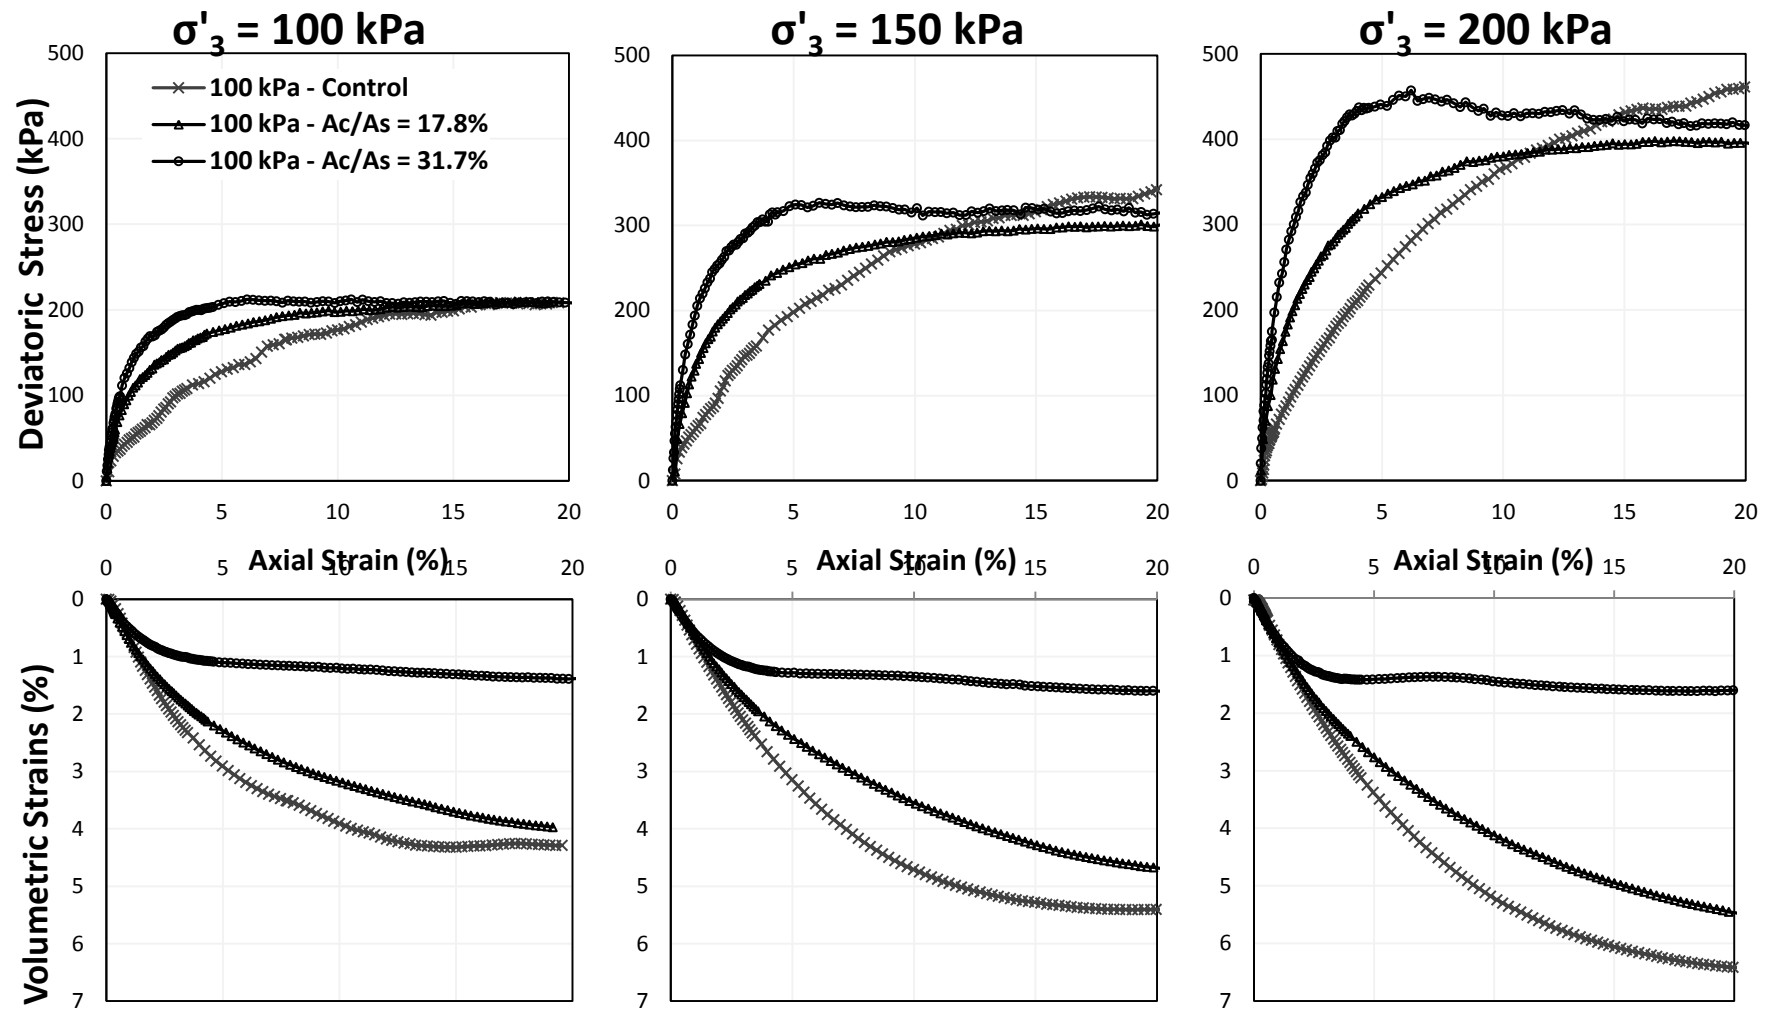 σ'3 = 100 kPa
σ'3 = 150 kPa
σ'3 = 200 kPa
Deviatoric Stress (kPa)
500
400
300
200
100
0
100 kPa - Control
100 kPa - Ac/As = 17.8%
100 kPa - Ac/As = 31.7%
0 5 10 15 20
500
400
300
200
100
0
0 5 10 15 20
500
400
300
200
100
0
0 5 10 15 20
Axial Strain (%)
Axial Strain (%)
Axial Strain (%)
Volumetric Strains (%)
0 5 10 15 20
0
1
2
3
4
5
6
7
0 5 10 15 20
0
1
2
3
4
5
6
7
0 5 10 15 20
0
1
2
3
4
5
6
7